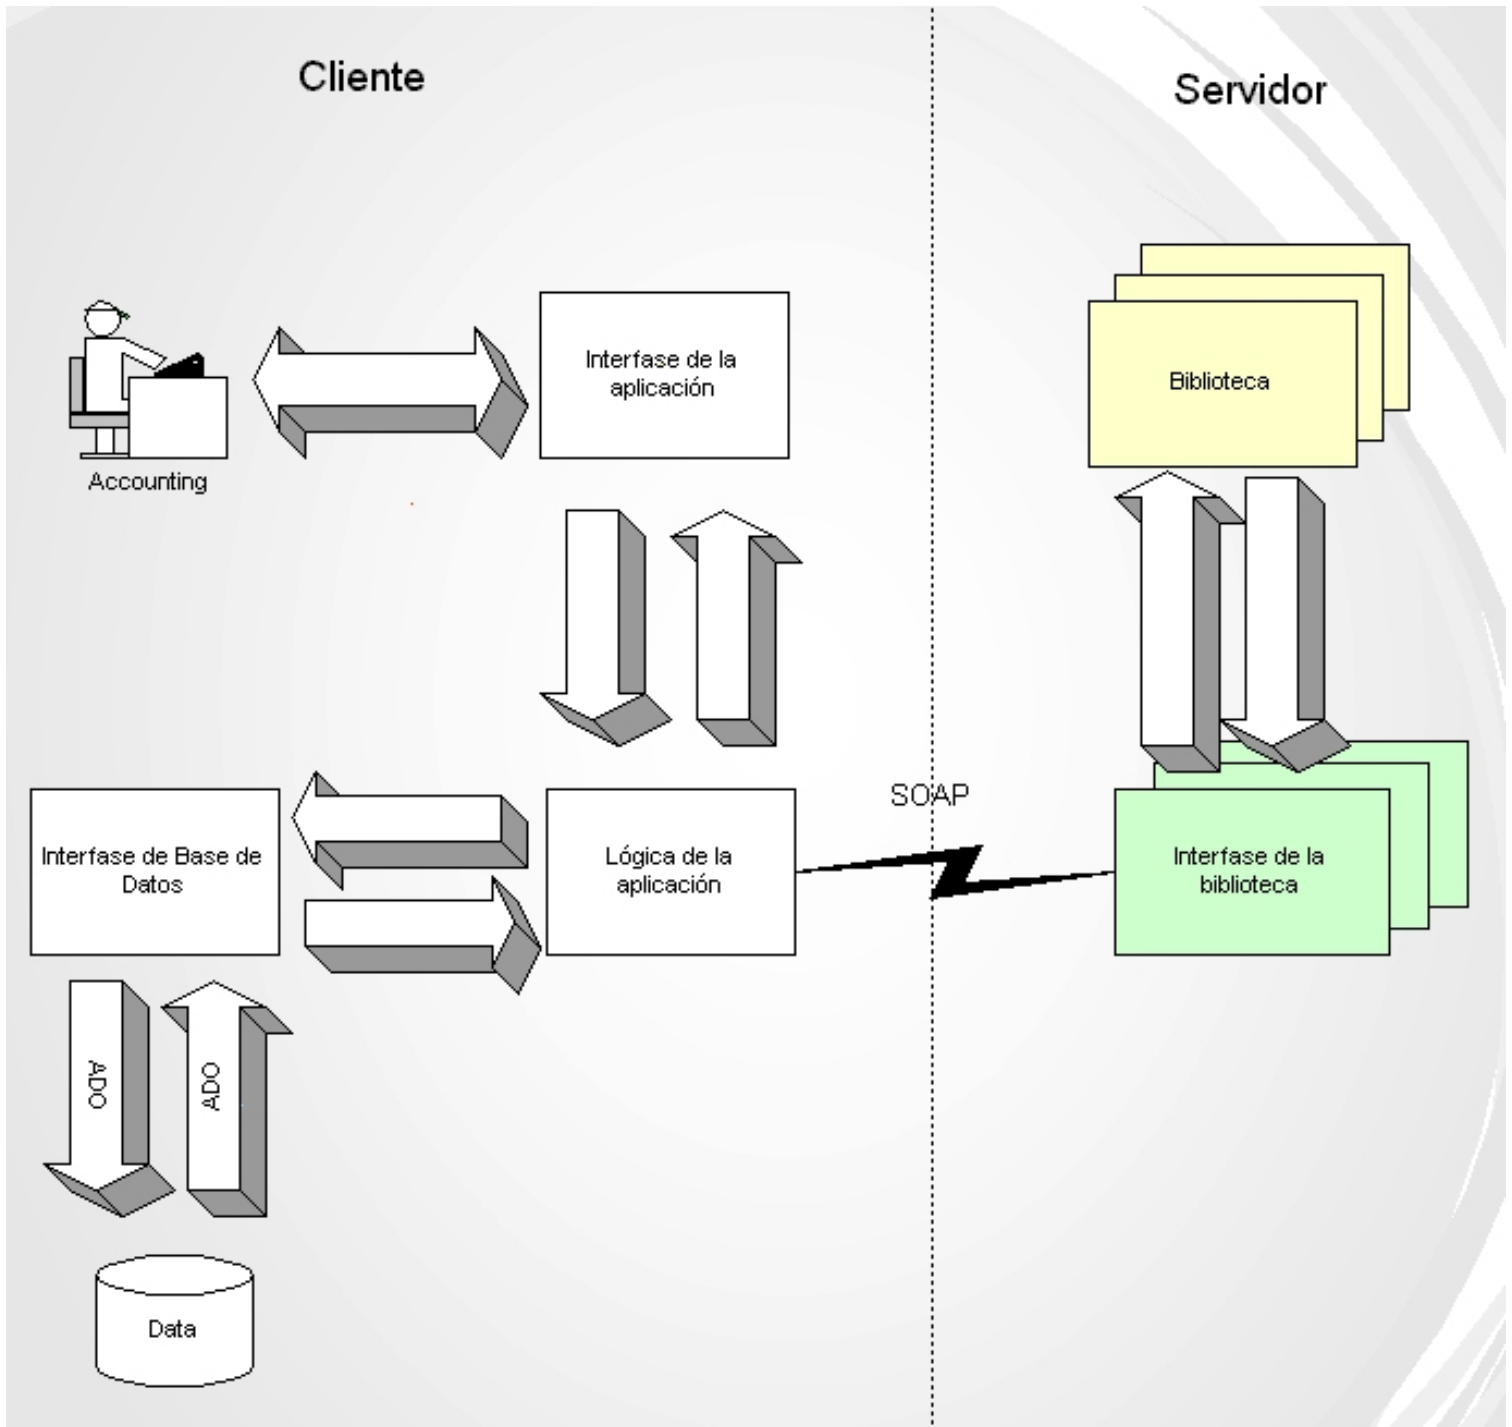 Cliente
Servidor
Interfase de la
aplicación
Biblioteca
Accounting
SOAP
Interfase de Base de
Datos
Lógica de la
aplicación
Interfase de la
biblioteca
ADO
ADO
Data